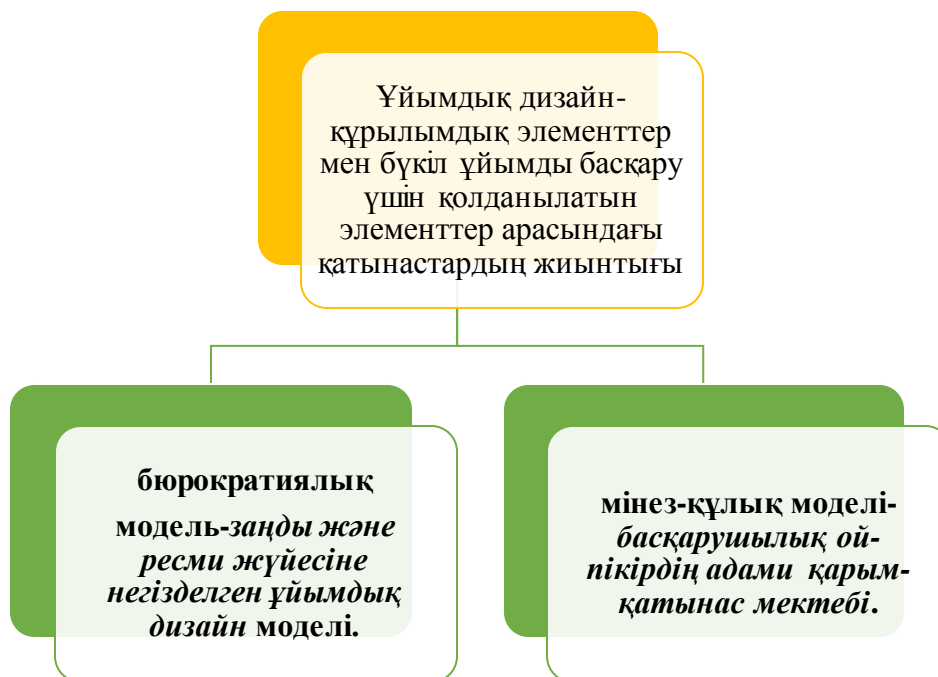 Ұйымдық дизайн-
құрылымдық элементтер
мен бүкіл ұйымды басқару
үшін қолданылатын
элементтер арасындағы
қатынастардың жиынтығы
бюрократиялық
модель-заңды және
ресми жүйесіне
негізделген ұйымдық
дизайн моделі.
мінез-құлық моделі-
басқарушылық ой-
пікірдің адами қарым-
қатынас мектебі.